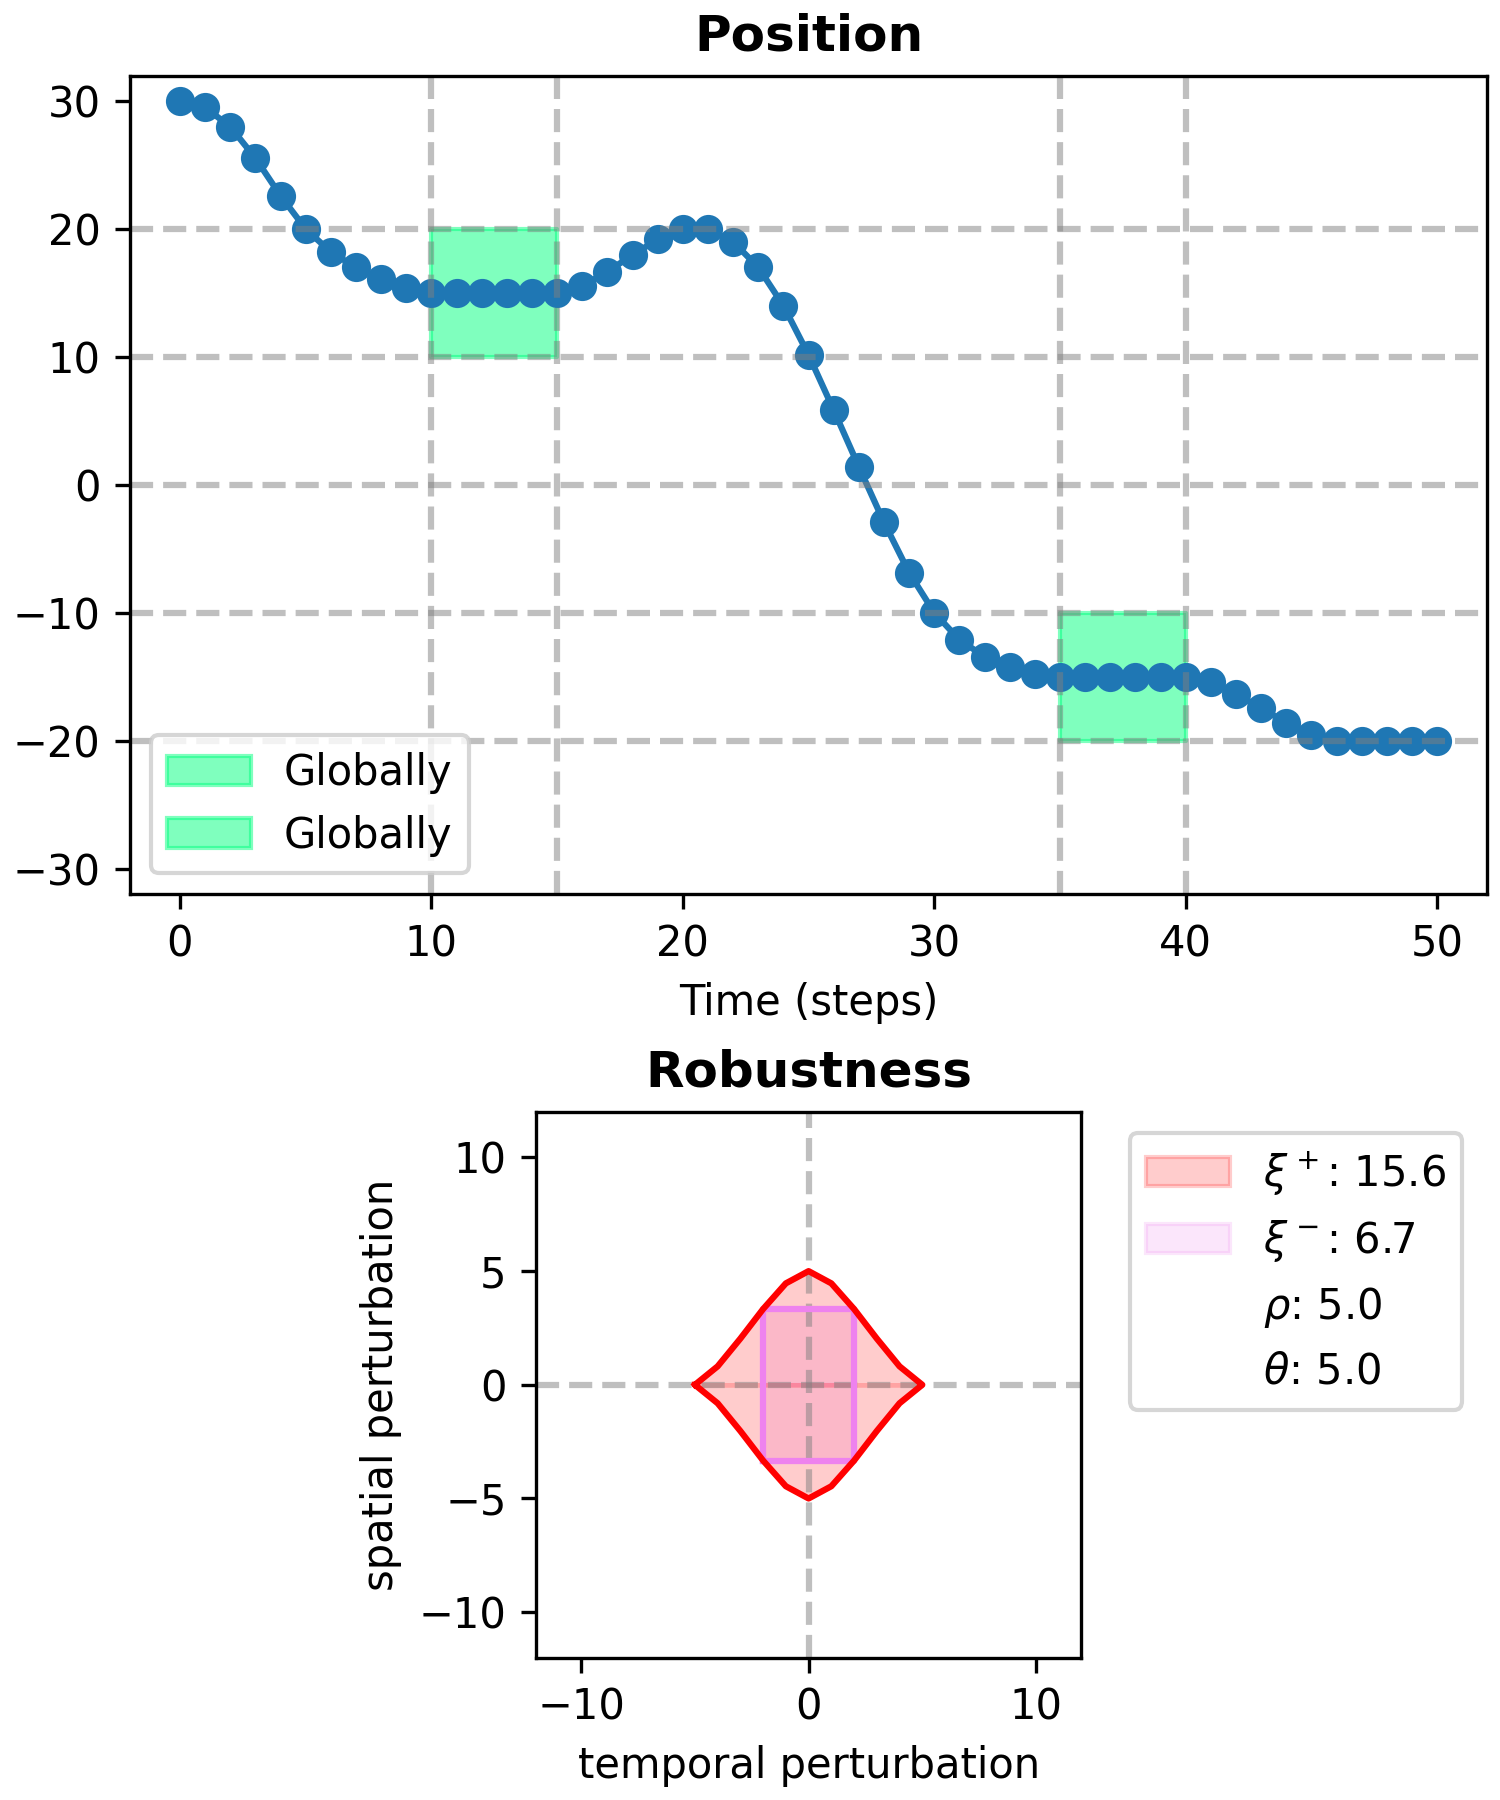 Position
30
20
10
0
−10
−20
−30
Globally
Globally
0 10 20 30 40 50
Time (steps)
Robustness
10
5
0
−5
−10
spatial perturbation
−10 0 10
temporal perturbation
ξ⁺: 15.6
ξ⁻: 6.7
ρ: 5.0
θ: 5.0